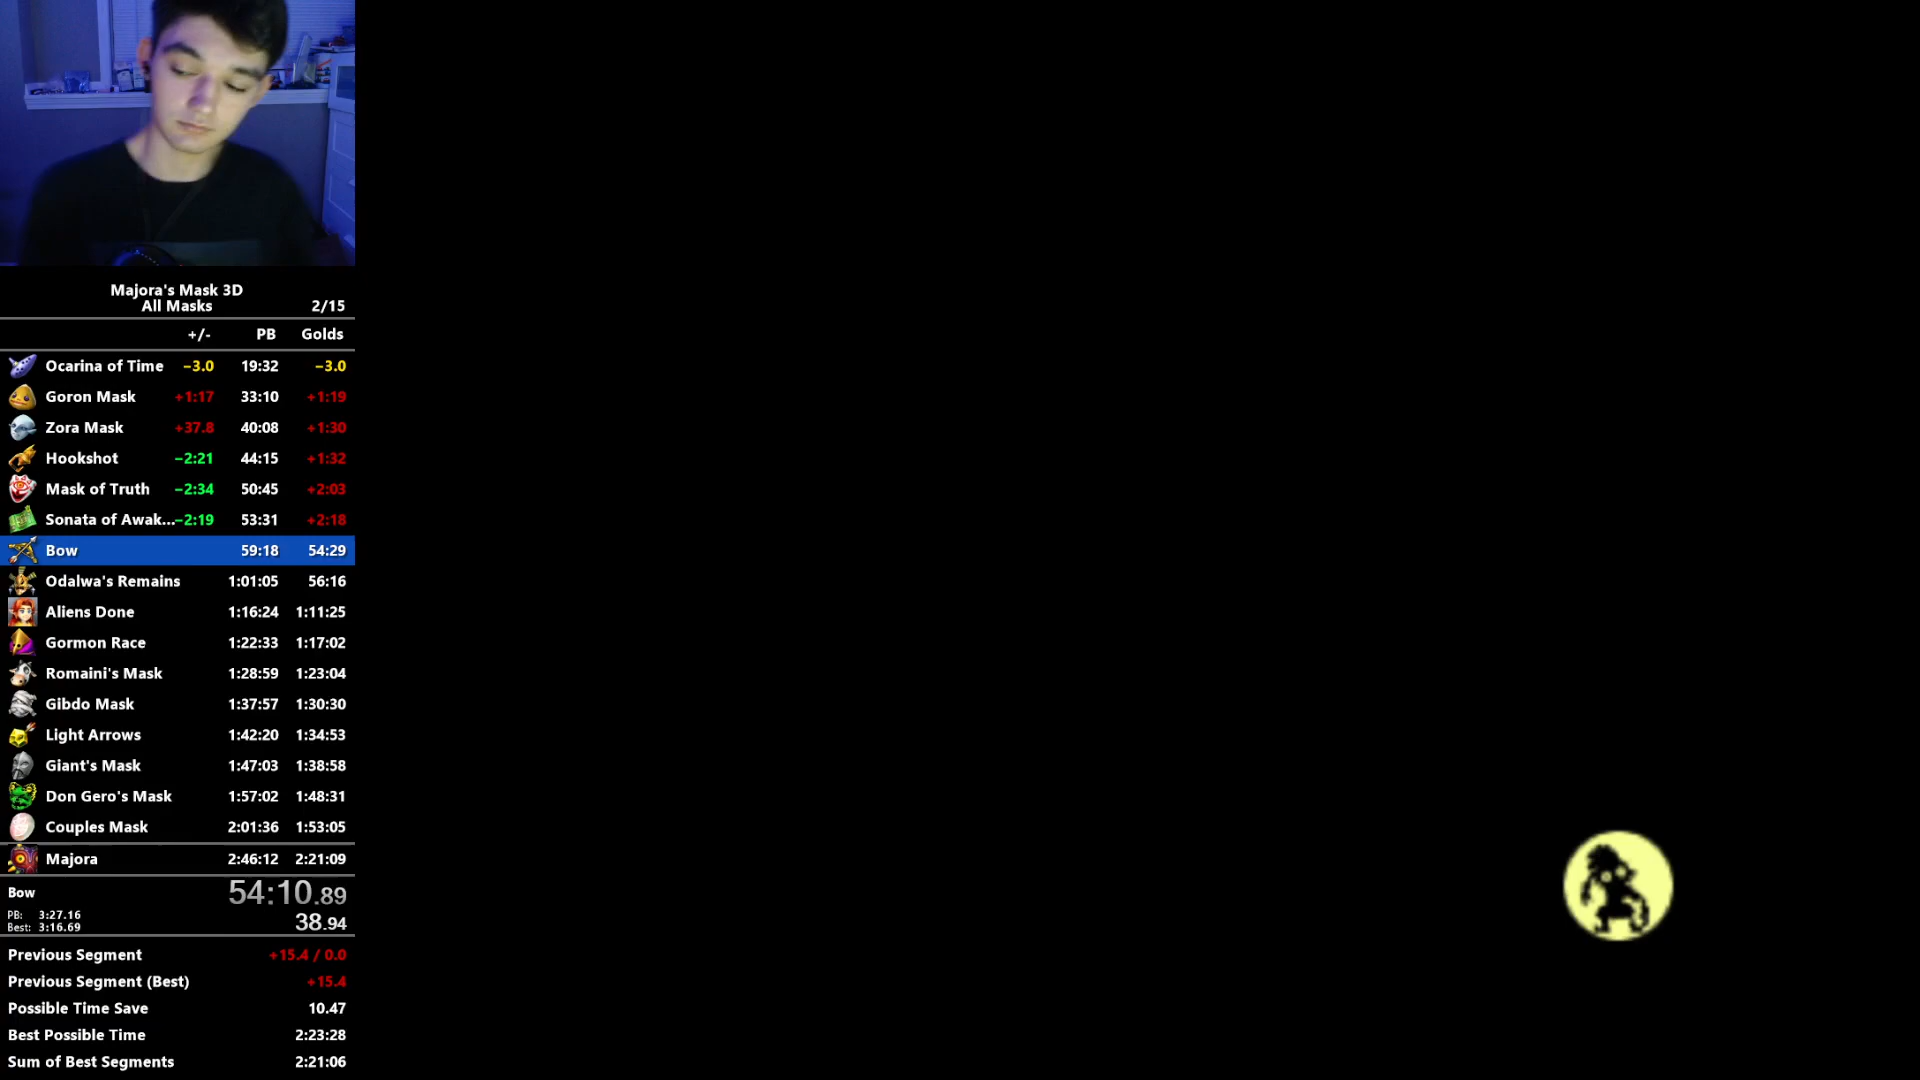 Majora's Mask 3D
All Masks 2/15
+/- PB Golds
Ocarina of Time −3.0 19:32 −3.0
Goron Mask +1:17 33:10 +1:19
Zora Mask +37.8 40:08 +1:30
Hookshot −2:21 44:15 +1:32
Mask of Truth −2:34 50:45 +2:03
Sonata of Awak... −2:19 53:31 +2:18
Bow 59:18 54:29
Odalwa's Remains 1:01:05 56:16
Aliens Done 1:16:24 1:11:25
Gormon Race 1:22:33 1:17:02
Romaini's Mask 1:28:59 1:23:04
Gibdo Mask 1:37:57 1:30:30
Light Arrows 1:42:20 1:34:53
Giant's Mask 1:47:03 1:38:58
Don Gero's Mask 1:57:02 1:48:31
Couples Mask 2:01:36 1:53:05
Majora 2:46:12 2:21:09
Bow 54:10.89
PB: 3:27.16
Best: 3:16.69 38.94
Previous Segment +15.4 / 0.0
Previous Segment (Best) +15.4
Possible Time Save 10.47
Best Possible Time 2:23:28
Sum of Best Segments 2:21:06